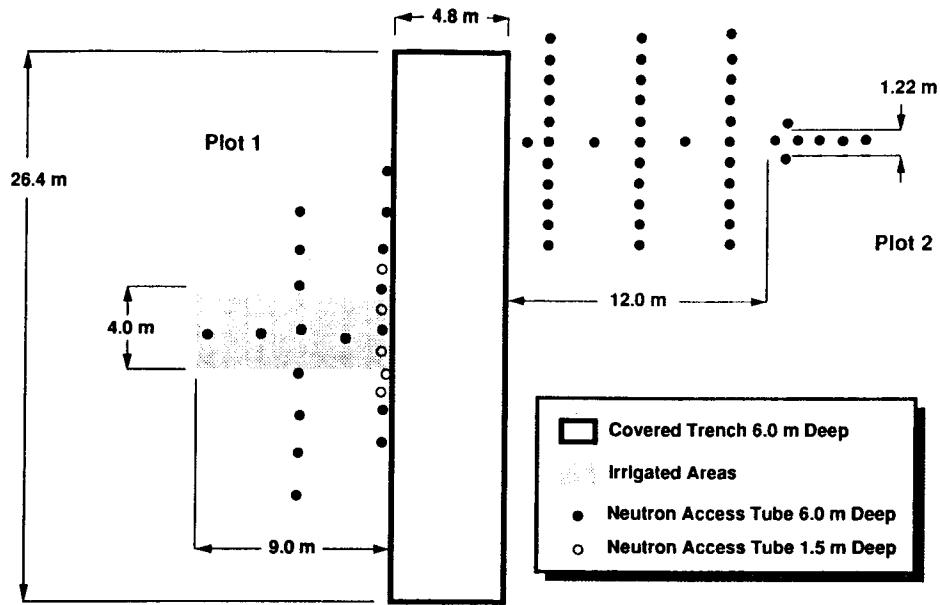 4.8 m
1.22 m
Plot 1
26.4 m
Plot 2
12.0 m
4.0 m
9.0 m
Covered Trench 6.0 m Deep
Irrigated Areas
Neutron Access Tube 6.0 m Deep
Neutron Access Tube 1.5 m Deep